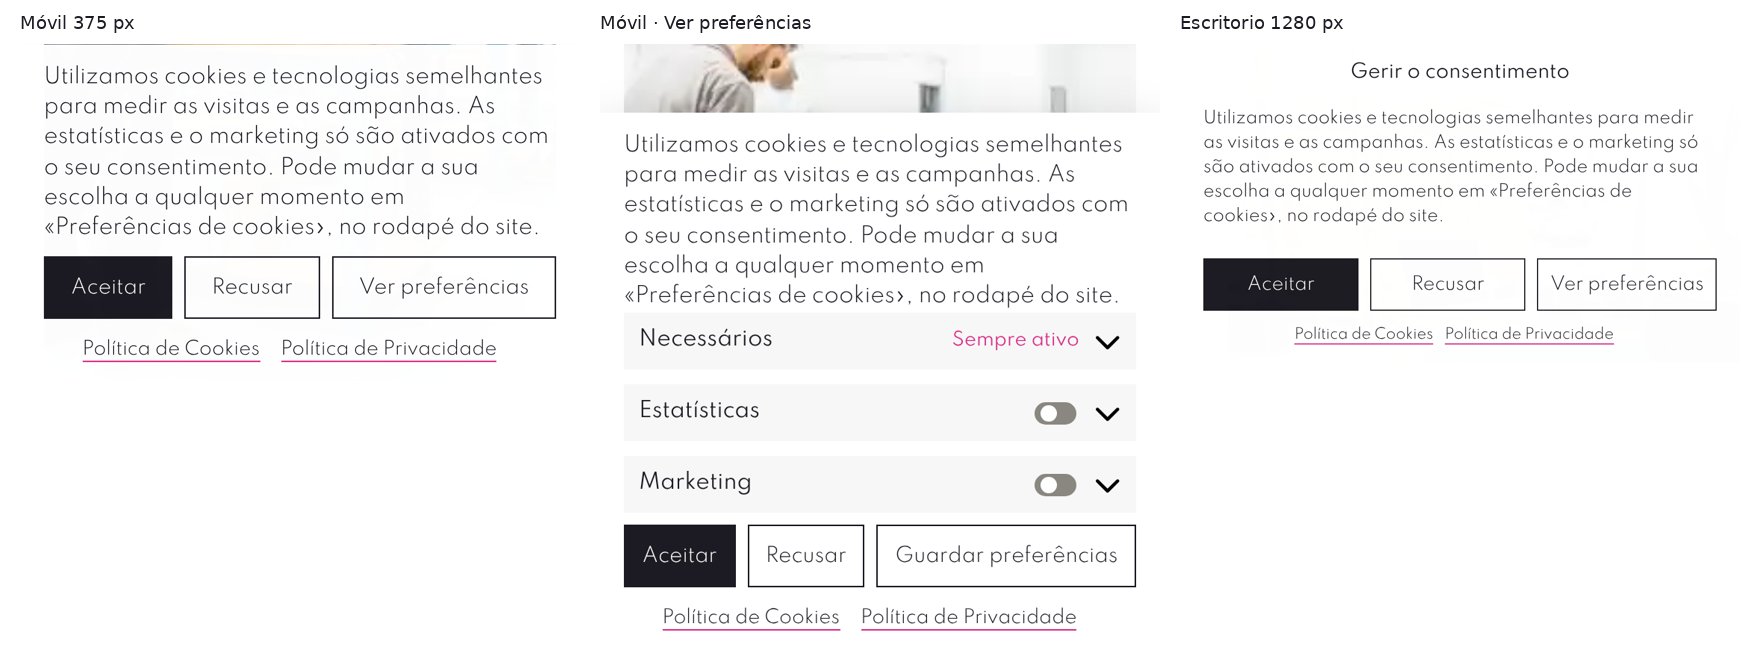 Móvil 375 px
Utilizamos cookies e tecnologias semelhantes
para medir as visitas e as campanhas. As
estatísticas e o marketing só são ativados com
o seu consentimento. Pode mudar a sua
escolha a qualquer momento em
«Preferências de cookies›, no rodapé do site.
Aceitar
Recusar
Ver preferências
Política de Cookies
Política de Privacidade
Móvil · Ver preferências
Utilizamos cookies e tecnologias semelhantes
para medir as visitas e as campanhas. As
estatísticas e o marketing só são ativados com
o seu consentimento. Pode mudar a sua
escolha a qualquer momento em
«Preferências de cookies›, no rodapé do site.
Necessários
Sempre ativo
Estatísticas
Marketing
Aceitar
Recusar
Guardar preferências
Política de Cookies
Política de Privacidade
Escritorio 1280 px
Gerir o consentimento
Utilizamos cookies e tecnologias semelhantes para medir
as visitas e as campanhas. As estatísticas e o marketing só
são ativados com o seu consentimento. Pode mudar a sua
escolha a qualquer momento em «Preferências de
cookies›, no rodapé do site.
Aceitar
Recusar
Ver preferências
Política de Cookies
Política de Privacidade